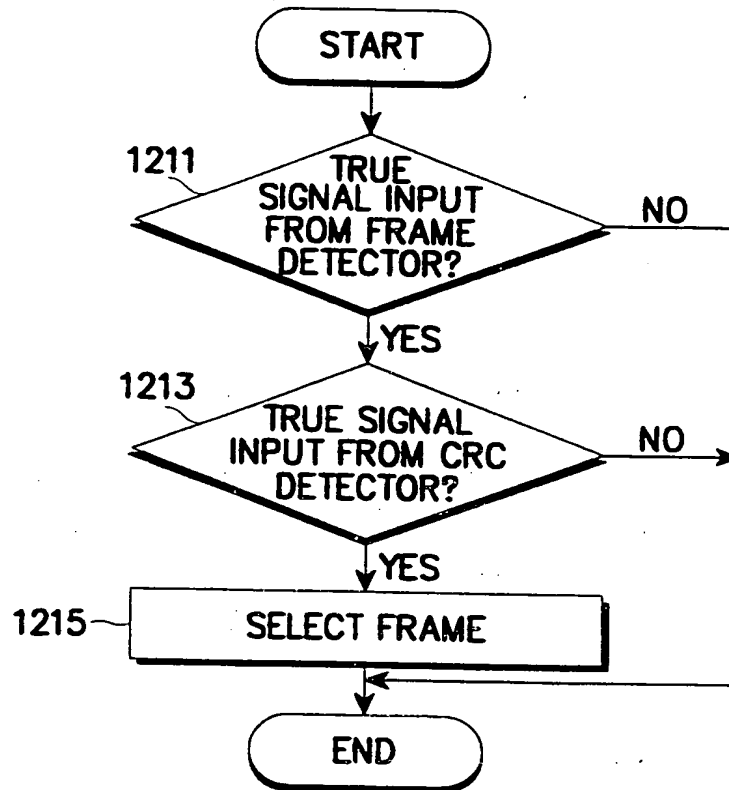 START
1211
TRUE
SIGNAL INPUT
FROM FRAME
DETECTOR?
NO
YES
1213
TRUE SIGNAL
INPUT FROM CRC
DETECTOR?
NO
YES
1215
SELECT FRAME
END